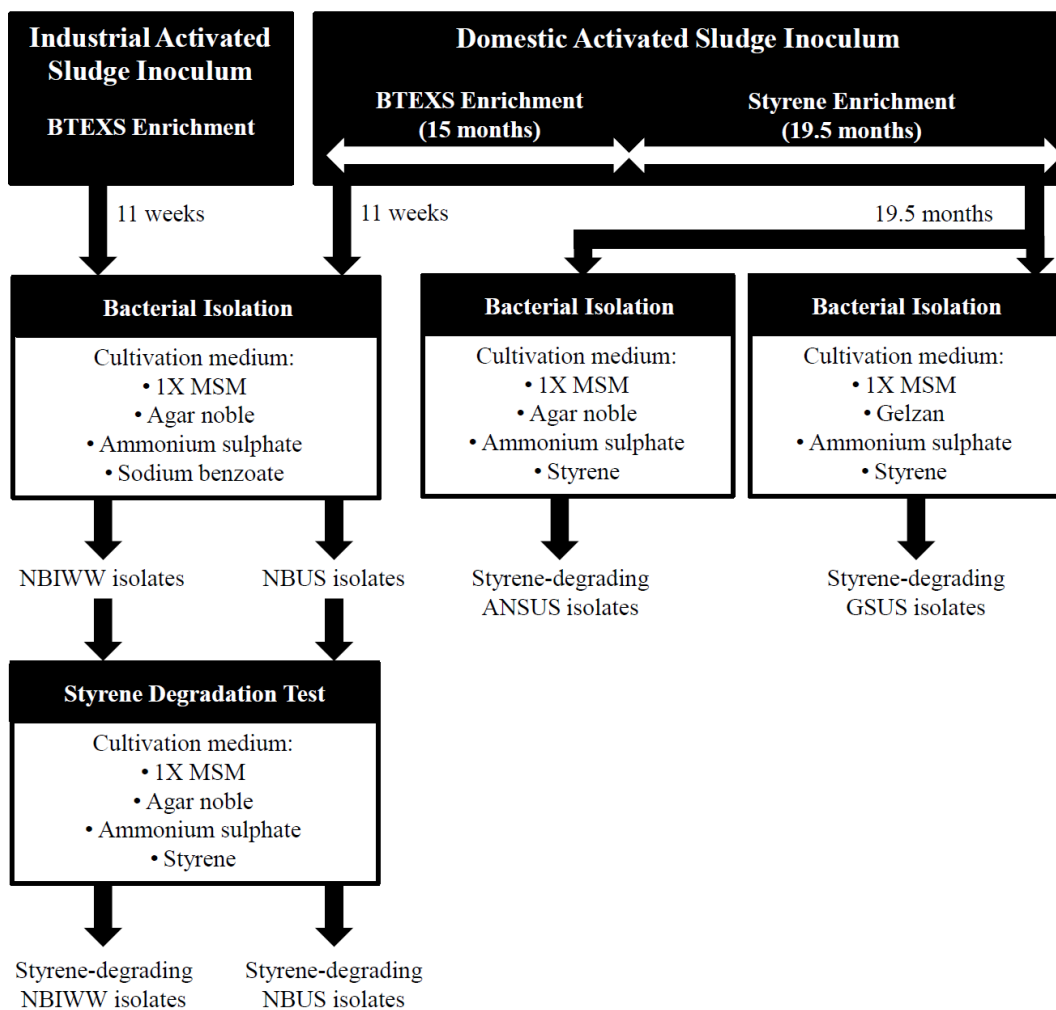 Industrial Activated
Sludge Inoculum
BTEXS Enrichment
Domestic Activated Sludge Inoculum
BTEXS Enrichment
(15 months)
Styrene Enrichment
(19.5 months)
11 weeks
11 weeks
19.5 months
Bacterial Isolation
Cultivation medium:
• 1X MSM
• Agar noble
• Ammonium sulphate
• Sodium benzoate
Bacterial Isolation
Cultivation medium:
• 1X MSM
• Agar noble
• Ammonium sulphate
• Styrene
Bacterial Isolation
Cultivation medium:
• 1X MSM
• Gelzan
• Ammonium sulphate
• Styrene
NBIWW isolates
NBUS isolates
Styrene-degrading
ANSUS isolates
Styrene-degrading
GSUS isolates
Styrene Degradation Test
Cultivation medium:
• 1X MSM
• Agar noble
• Ammonium sulphate
• Styrene
Styrene-degrading
NBIWW isolates
Styrene-degrading
NBUS isolates